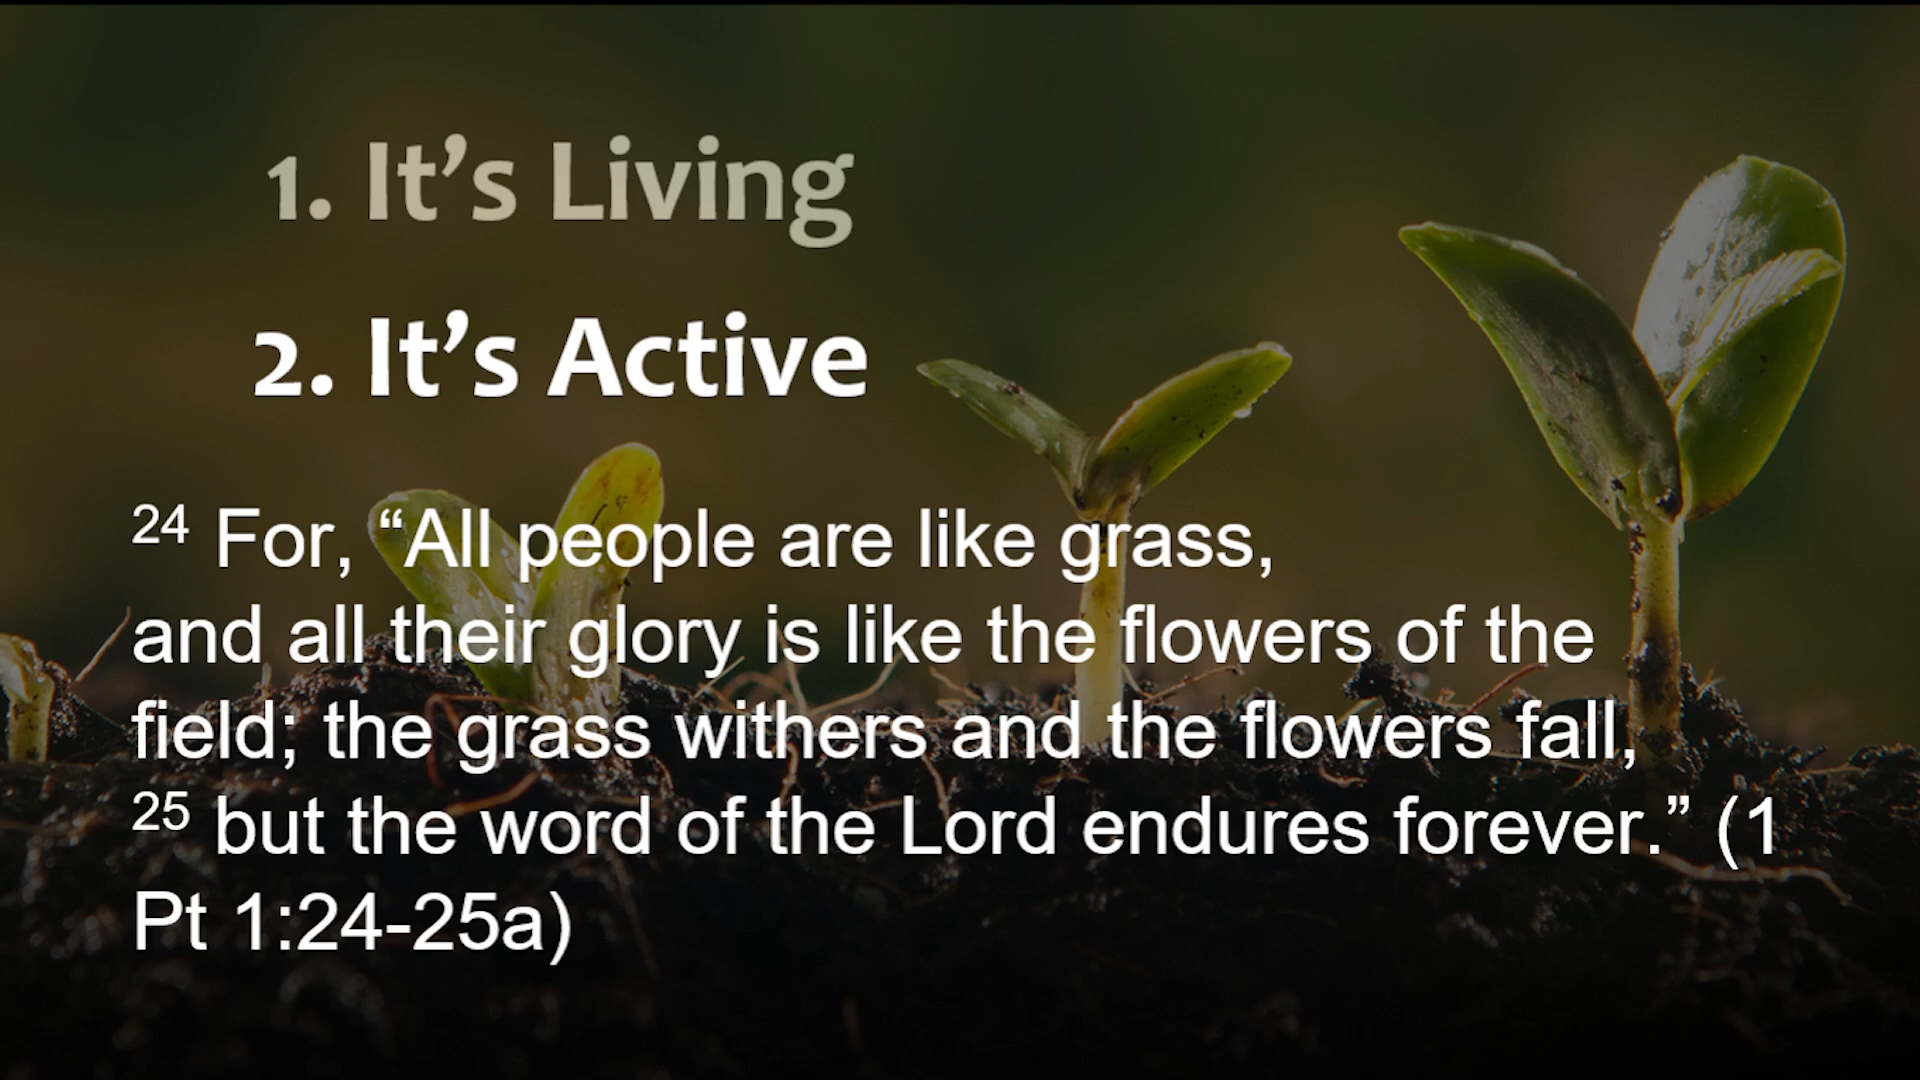 1. It’s Living
2. It’s Active
24 For, “All people are like grass,
and all their glory is like the flowers of the
field; the grass withers and the flowers fall,
25 but the word of the Lord endures forever.” (1
Pt 1:24-25a)